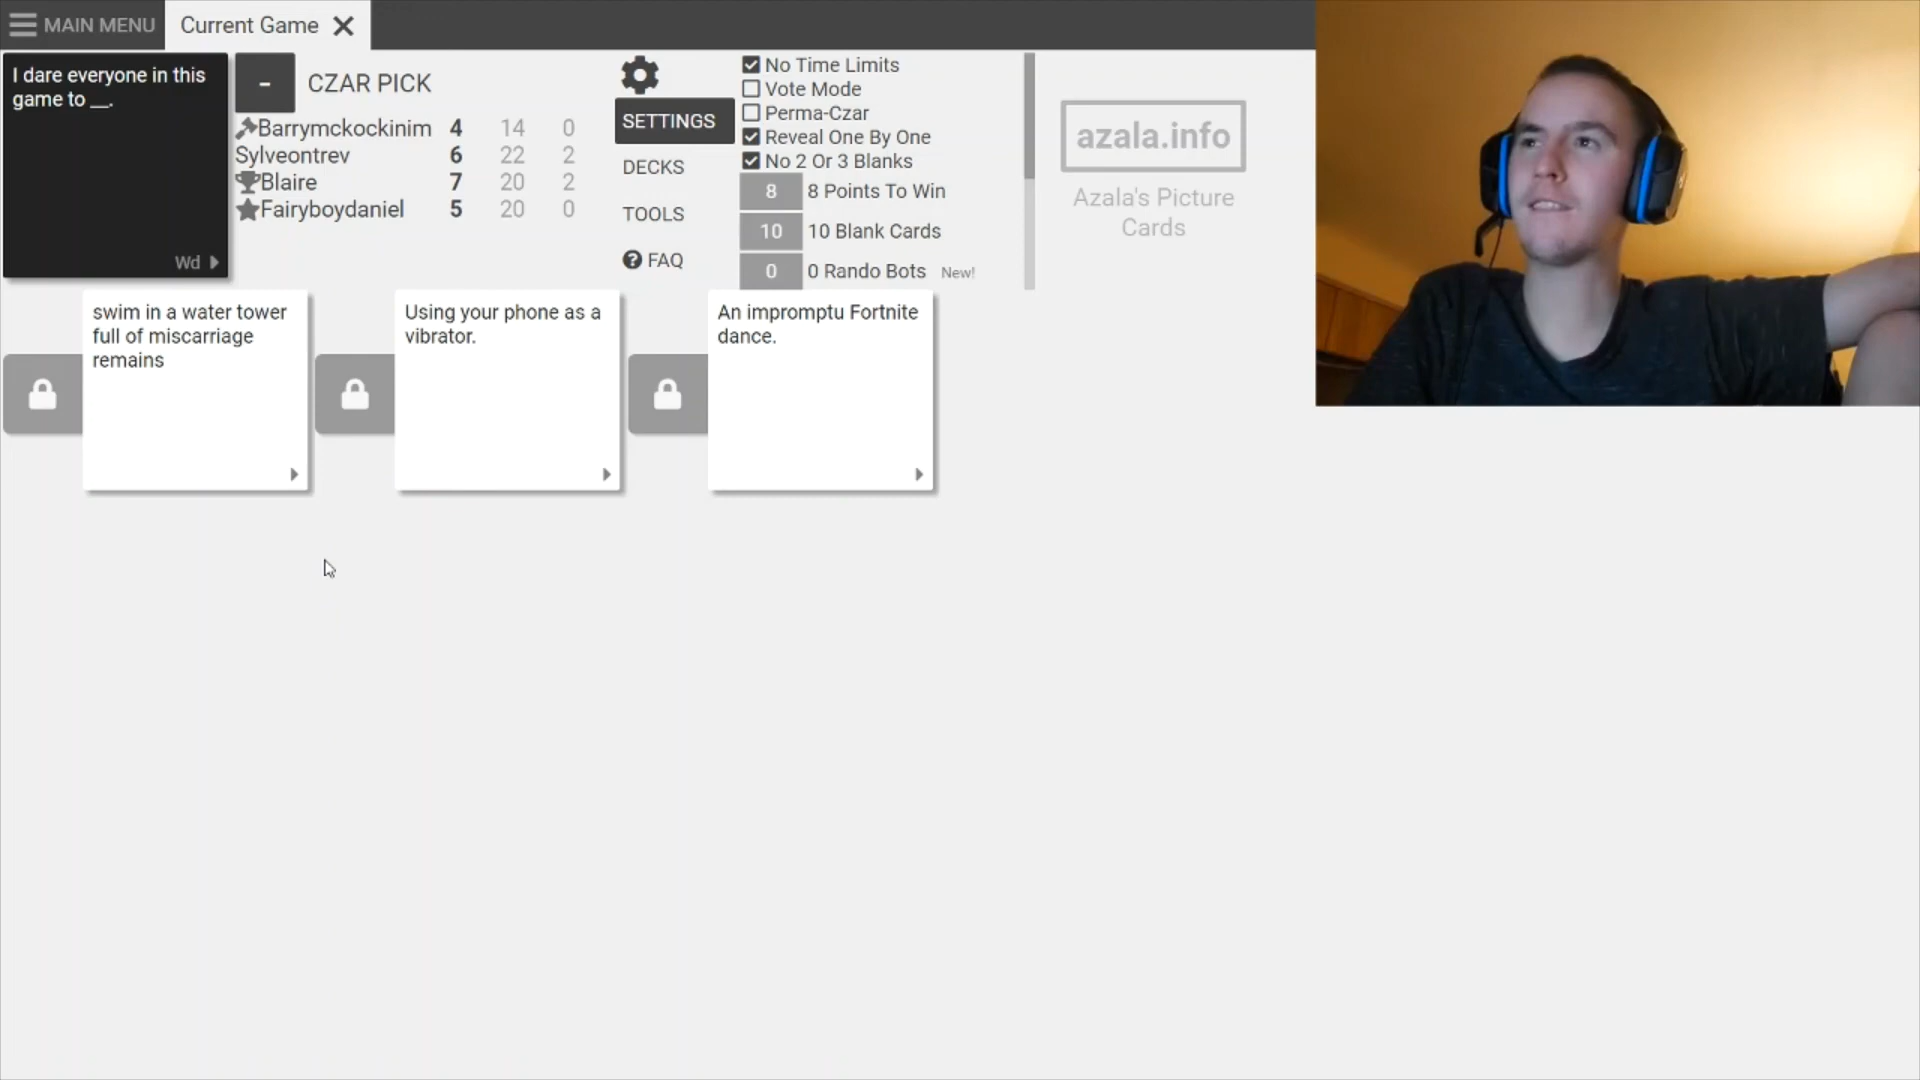 MAIN MENU
Current Game
I dare everyone in this
game to __.
Wd
-
CZAR PICK
Barrymckockinim 4 14 0
Sylveontrev 6 22 2
Blaire 7 20 2
Fairyboydaniel 5 20 0
SETTINGS
DECKS
TOOLS
FAQ
No Time Limits
Vote Mode
Perma-Czar
Reveal One By One
No 2 Or 3 Blanks
8 8 Points To Win
10 10 Blank Cards
0 0 Rando Bots New!
azala.info
Azala's Picture
Cards
swim in a water tower
full of miscarriage
remains
Using your phone as a
vibrator.
An impromptu Fortnite
dance.